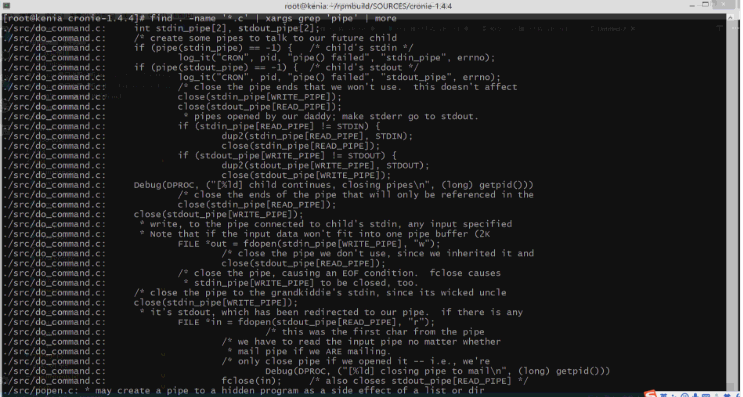 root@kenia:~/rpmbuild/SOURCES/cronie-1.4.4
[root@kenia cronie-1.4.4]# find . -name '*.c' | xargs grep 'pipe' | more
./src/do_command.c:     int stdin_pipe[2], stdout_pipe[2];
./src/do_command.c:     /* create some pipes to talk to our future child
./src/do_command.c:     if (pipe(stdin_pipe) == -1) {   /* child's stdin */
./src/do_command.c:             log_it("CRON", pid, "pipe() failed", "stdin_pipe", errno);
./src/do_command.c:     if (pipe(stdout_pipe) == -1) {  /* child's stdout */
./src/do_command.c:             log_it("CRON", pid, "pipe() failed", "stdout_pipe", errno);
./src/do_command.c:             /* close the pipe ends that we won't use.  this doesn't affect
./src/do_command.c:             close(stdin_pipe[WRITE_PIPE]);
./src/do_command.c:             close(stdout_pipe[READ_PIPE]);
./src/do_command.c:              * pipes opened by our daddy; make stderr go to stdout.
./src/do_command.c:             if (stdin_pipe[READ_PIPE] != STDIN) {
./src/do_command.c:                     dup2(stdin_pipe[READ_PIPE], STDIN);
./src/do_command.c:                     close(stdin_pipe[READ_PIPE]);
./src/do_command.c:             if (stdout_pipe[WRITE_PIPE] != STDOUT) {
./src/do_command.c:                     dup2(stdout_pipe[WRITE_PIPE], STDOUT);
./src/do_command.c:                     close(stdout_pipe[WRITE_PIPE]);
./src/do_command.c:     Debug(DPROC, ("[%ld] child continues, closing pipes\n", (long) getpid()))
./src/do_command.c:             /* close the ends of the pipe that will only be referenced in the
./src/do_command.c:             close(stdin_pipe[READ_PIPE]);
./src/do_command.c:     close(stdout_pipe[WRITE_PIPE]);
./src/do_command.c:      * write, to the pipe connected to child's stdin, any input specified
./src/do_command.c:      * Note that if the input data won't fit into one pipe buffer (2K
./src/do_command.c:             FILE *out = fdopen(stdin_pipe[WRITE_PIPE], "w");
./src/do_command.c:                     /* close the pipe we don't use, since we inherited it and
./src/do_command.c:                     close(stdout_pipe[READ_PIPE]);
./src/do_command.c:             /* close the pipe, causing an EOF condition.  fclose causes
./src/do_command.c:              * stdin_pipe[WRITE_PIPE] to be closed, too.
./src/do_command.c:     /* close the pipe to the grandkiddie's stdin, since its wicked uncle
./src/do_command.c:     close(stdin_pipe[WRITE_PIPE]);
./src/do_command.c:      * it's stdout, which has been redirected to our pipe.  if there is any
./src/do_command.c:             FILE *in = fdopen(stdout_pipe[READ_PIPE], "r");
./src/do_command.c:                             /* this was the first char from the pipe
./src/do_command.c:                     /* we have to read the input pipe no matter whether
./src/do_command.c:                      * mail pipe if we ARE mailing.
./src/do_command.c:                     /* only close pipe if we opened it -- i.e., we're
./src/do_command.c:                             Debug(DPROC, ("[%ld] closing pipe to mail\n", (long) getpid()))
./src/do_command.c:                     fclose(in);     /* also closes stdout_pipe[READ_PIPE] */
./src/popen.c: * may create a pipe to a hidden program as a side effect of a list or dir